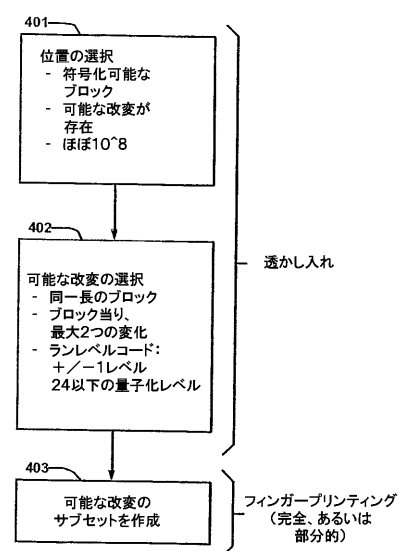 401
位置の選択
- 符号化可能な
ブロック
- 可能な改変が
存在
- ほぼ10^8
402
可能な改変の選択
- 同一長のブロック
- ブロック当り、
最大2つの変化
- ランレベルコード:
+／-1レベル
24以下の量子化レベル
透かし入れ
403
可能な改変の
サブセットを作成
フィンガープリンティング
(完全、あるいは
部分的)